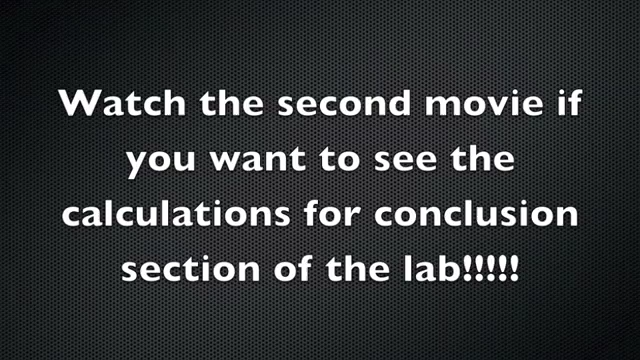 Watch the second movie if
you want to see the
calculations for conclusion
section of the lab!!!!!